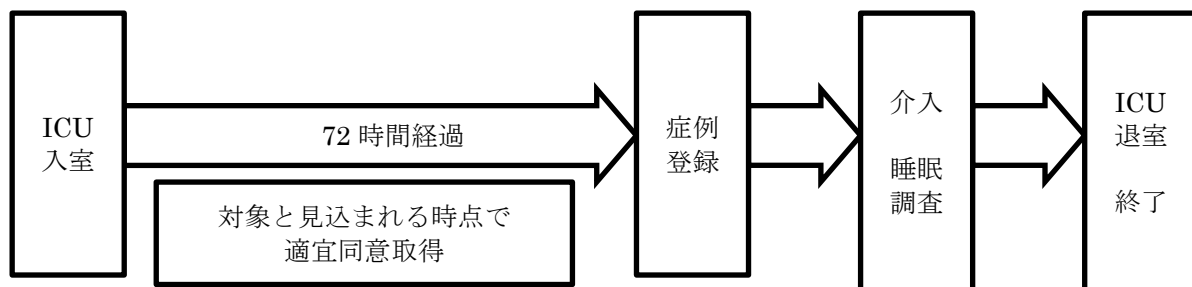 ICU
入室
72 時間経過
対象と見込まれる時点で
適宜同意取得
症例
登録
介入
睡眠
調査
ICU
退室
終了